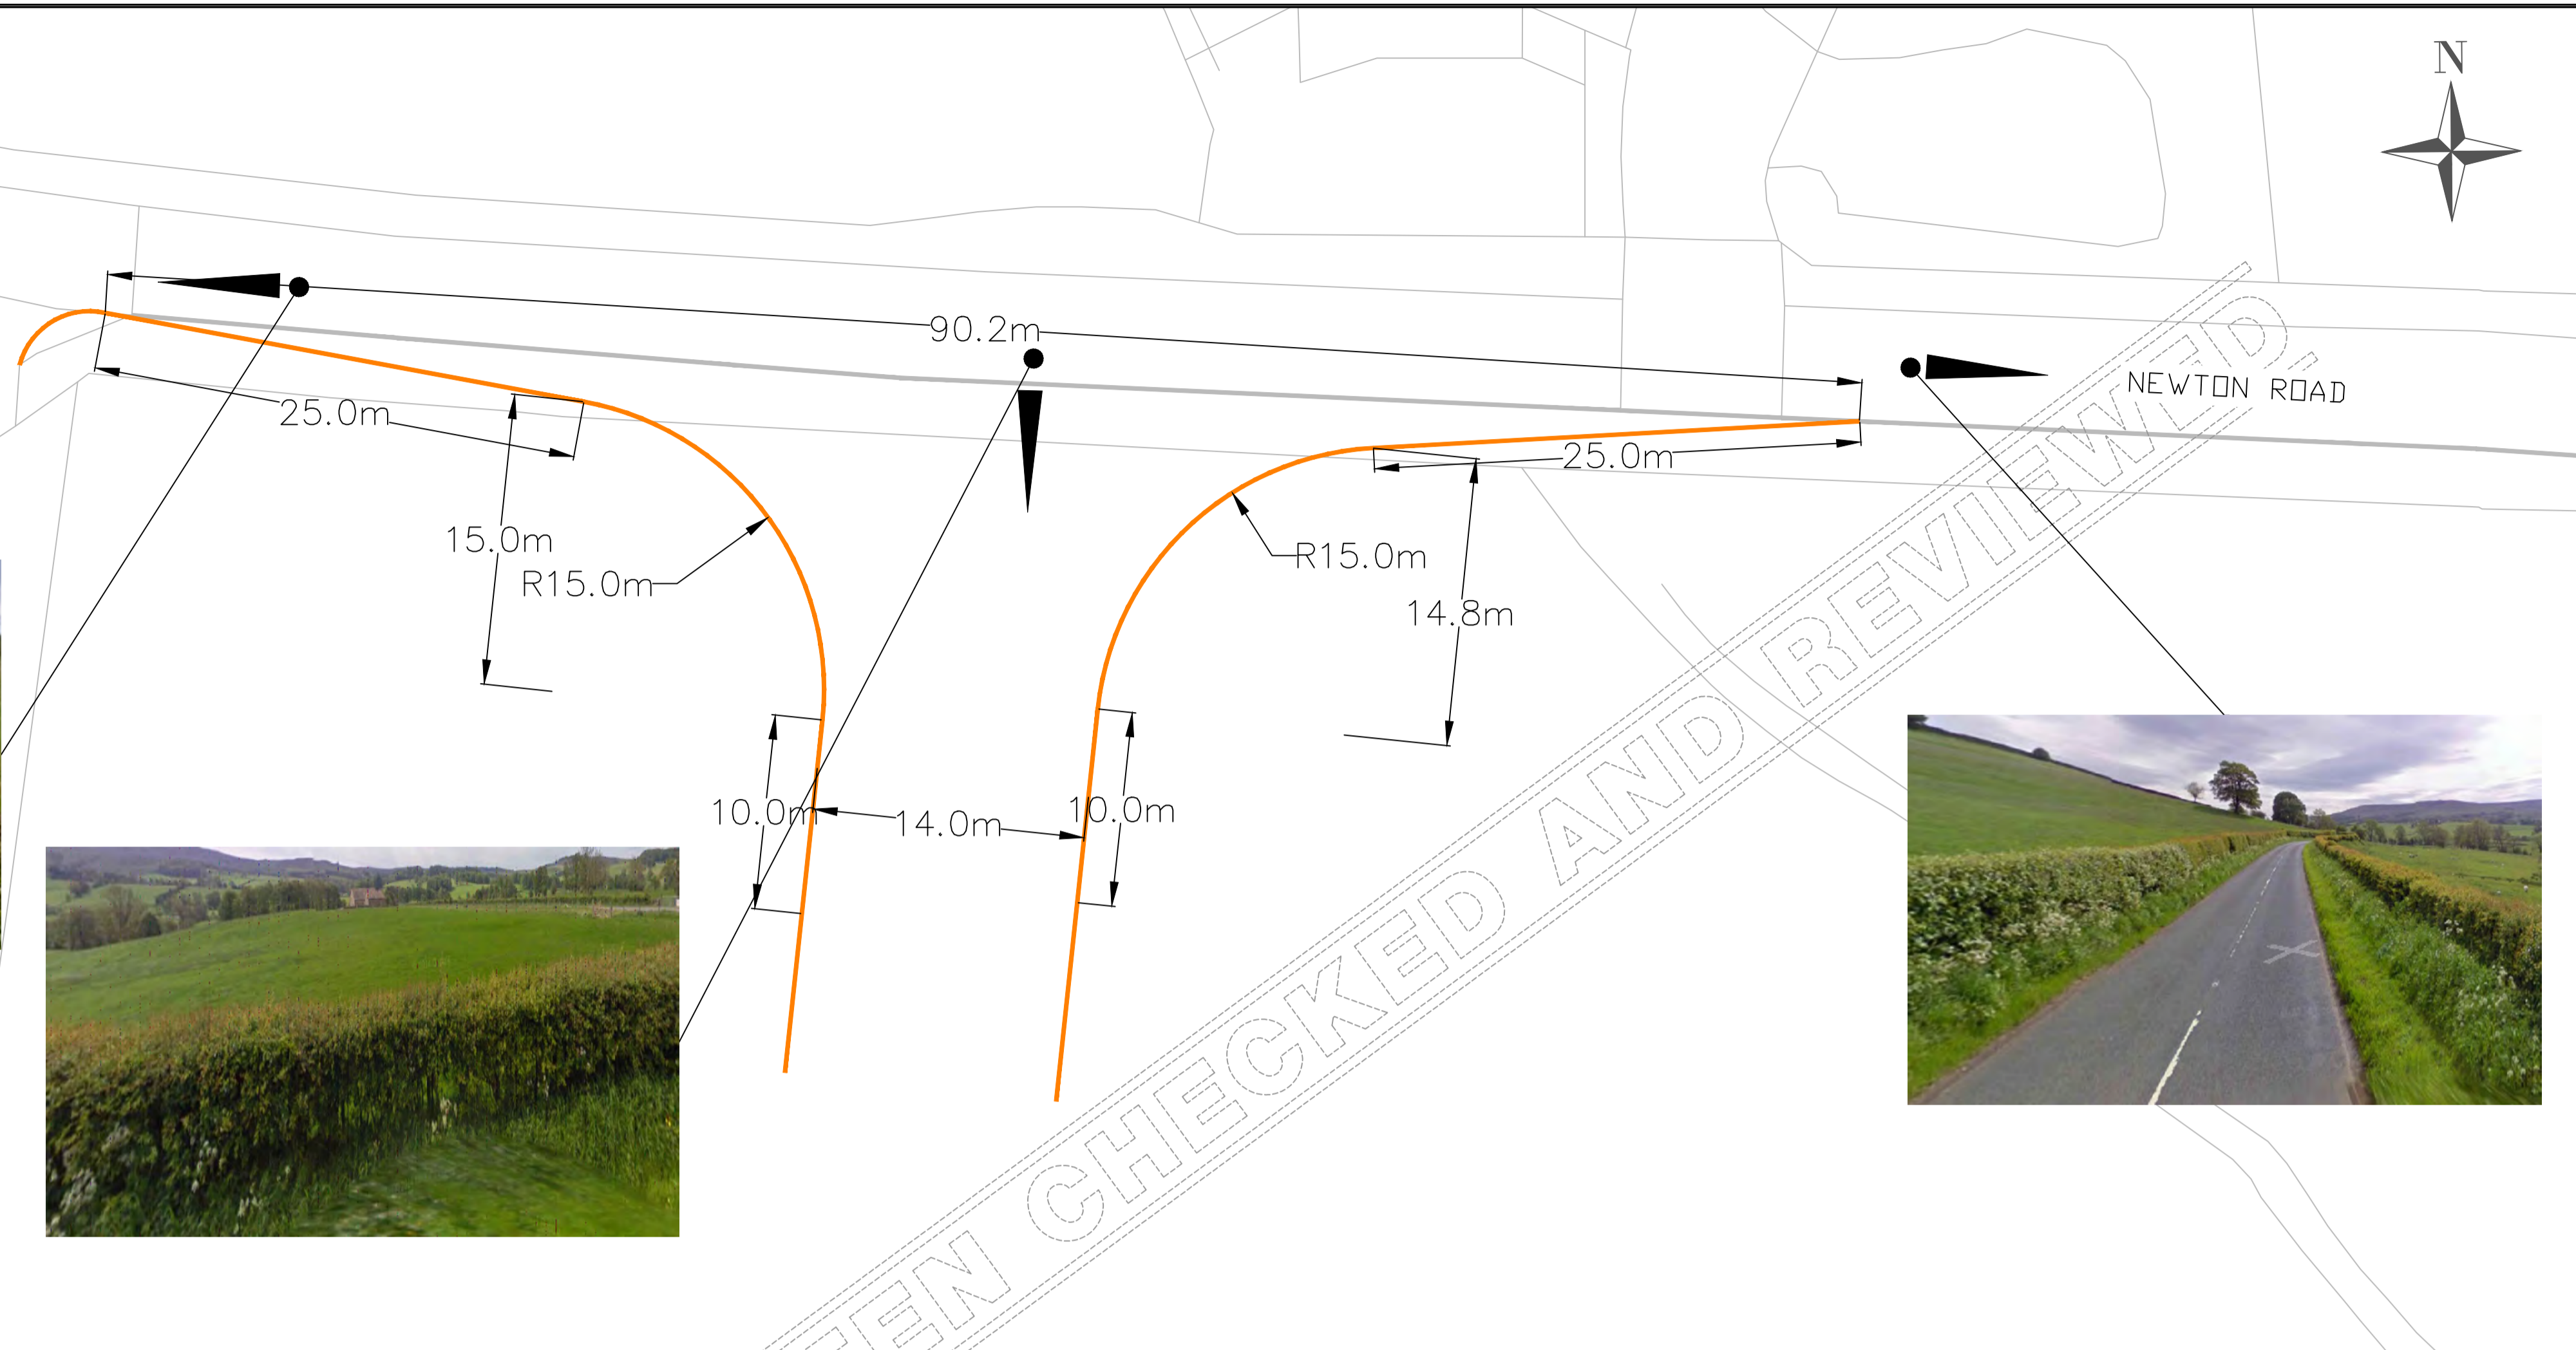 N
90.2m
NEWTON ROAD
25.0m
25.0m
15.0m
R15.0m
R15.0m
14.8m
10.0m
14.0m
10.0m
EN CHECKED AND REVIEWED